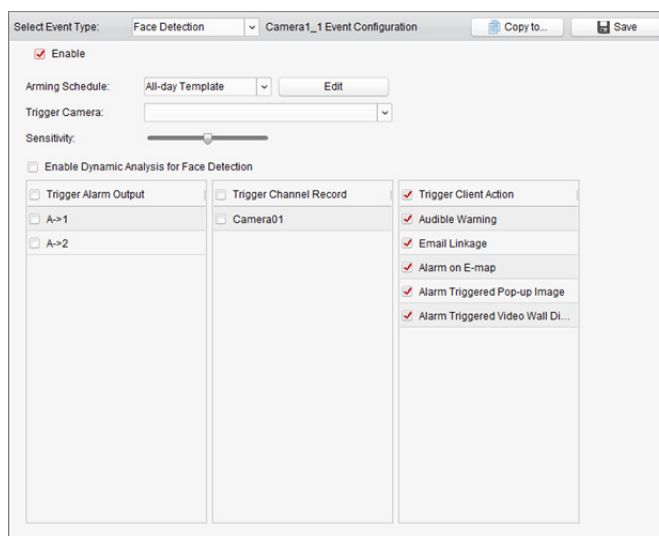 Select Event Type: Face Detection Camera1_1 Event Configuration Copy to... Save
Enable
Arming Schedule: All-day Template Edit
Trigger Camera:
Sensitivity:
Enable Dynamic Analysis for Face Detection
Trigger Alarm Output Trigger Channel Record Trigger Client Action
A->1 Camera01 Audible Warning
A->2 Email Linkage
Alarm on E-map
Alarm Triggered Pop-up Image
Alarm Triggered Video Wall Di...